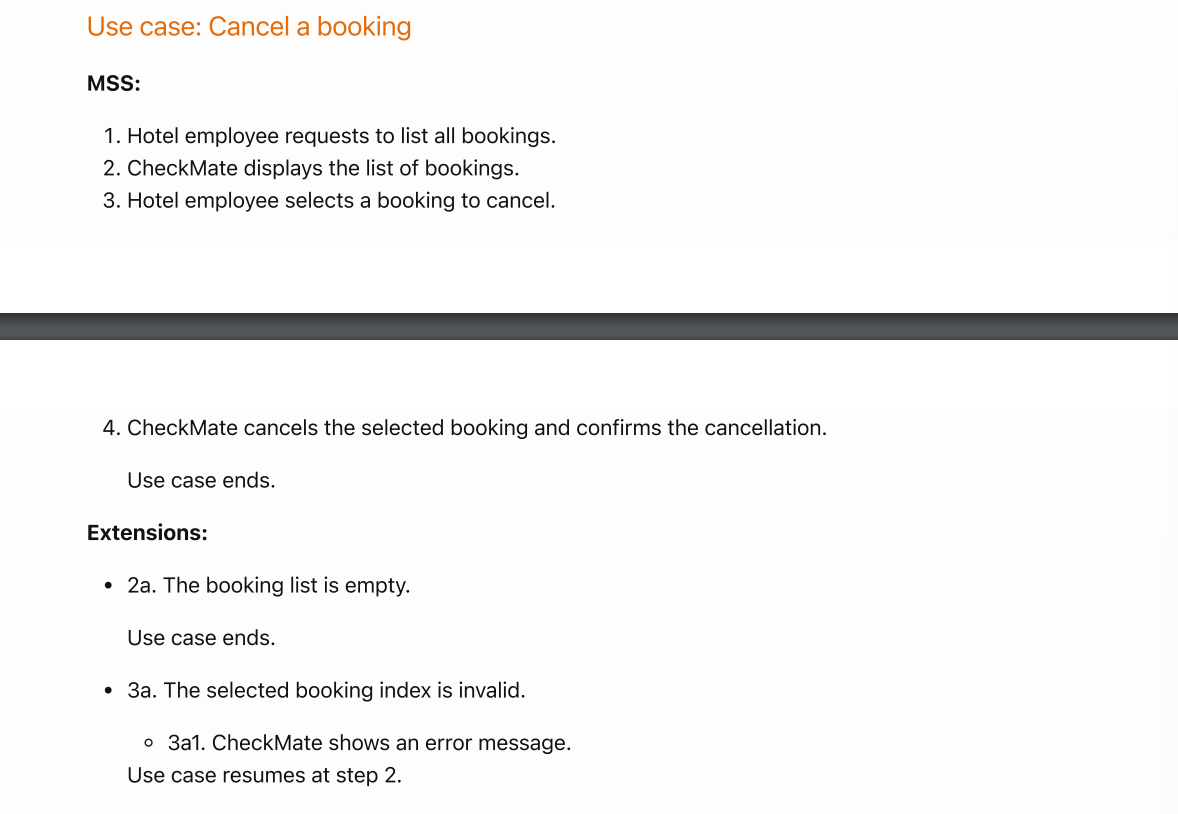 Use case: Cancel a booking
MSS:
1. Hotel employee requests to list all bookings.
2. CheckMate displays the list of bookings.
3. Hotel employee selects a booking to cancel.
4. CheckMate cancels the selected booking and confirms the cancellation.
Use case ends.
Extensions:
• 2a. The booking list is empty.
Use case ends.
• 3a. The selected booking index is invalid.
◦ 3a1. CheckMate shows an error message.
Use case resumes at step 2.